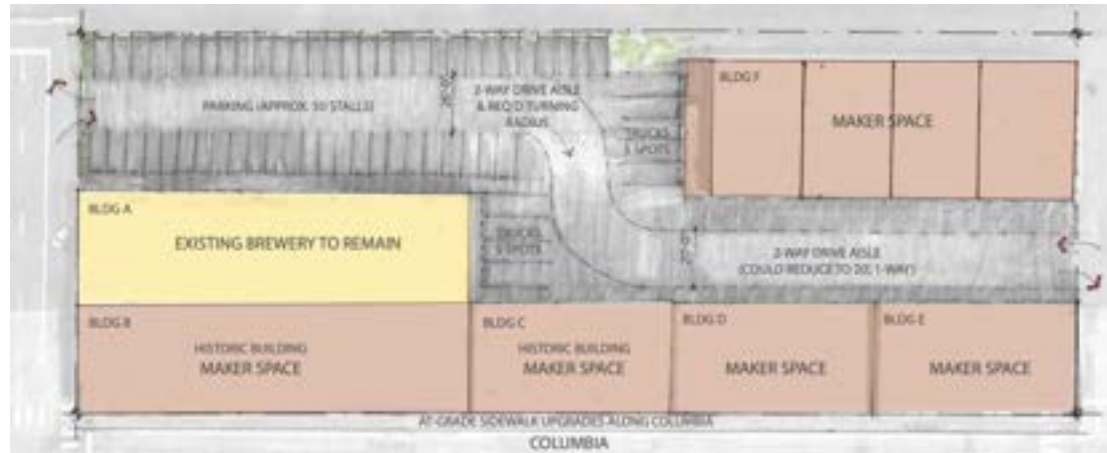 PARKING (APPROX. 50 STALLS)
2-WAY DRIVE AISLE
& REQ'D TURNING
RADIUS
TRUCKS
5 SPOTS
BLDG F
MAKER SPACE
BLDG A
EXISTING BREWERY TO REMAIN
TRUCKS
SPOTS
2-WAY DRIVE AISLE
(COULD REDUCE TO 20', 1-WAY)
BLDG B
HISTORIC BUILDING
MAKER SPACE
BLDG C
HISTORIC BUILDING
MAKER SPACE
BLDG D
MAKER SPACE
BLDG E
MAKER SPACE
AT-GRADE SIDEWALK UPGRADES ALONG COLUMBIA
COLUMBIA